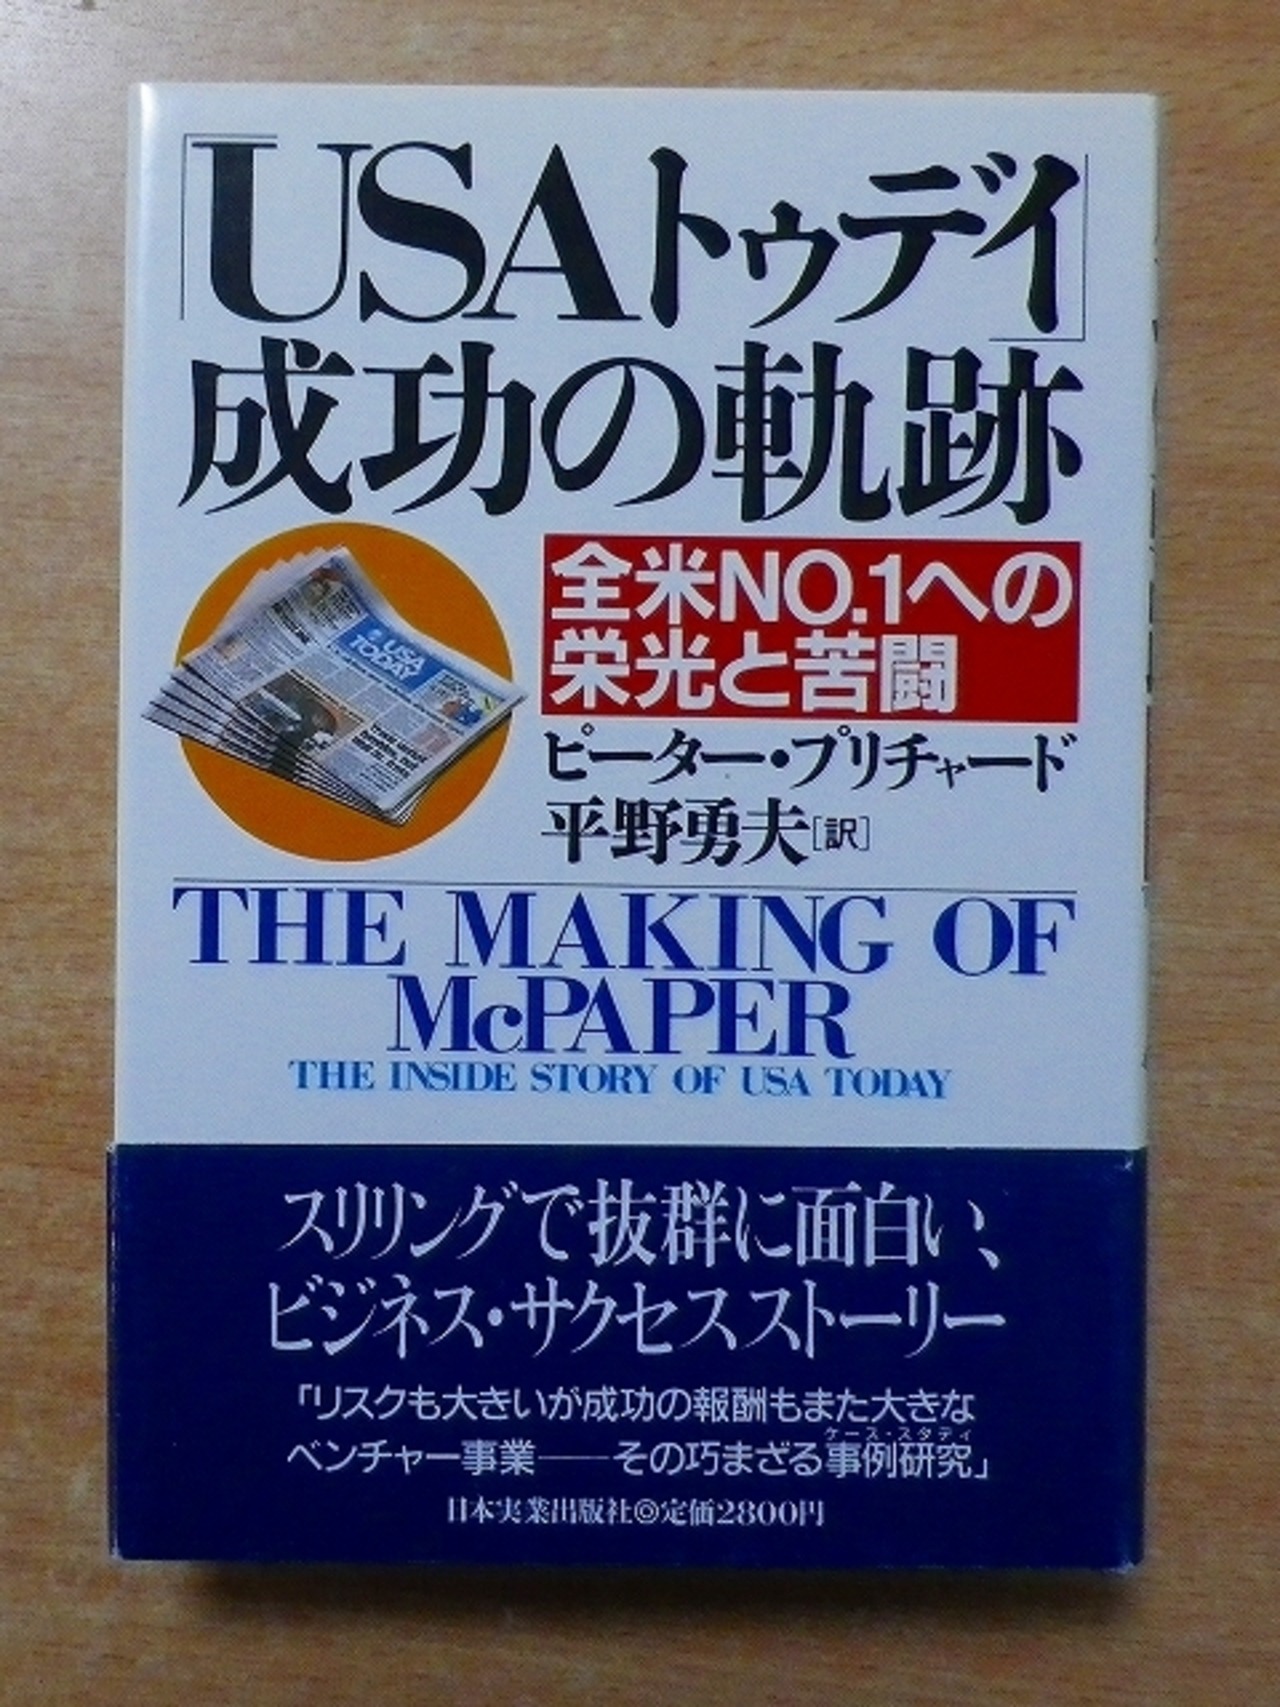 「USAトゥデイ」
成功の軌跡
全米NO.1への
栄光と苦闘
USA
TODAY
ピーター・プリチャード
平野勇夫[訳]
THE MAKING OF
McPAPER
THE INSIDE STORY OF USA TODAY
スリリングで抜群に面白い、
ビジネス・サクセスストーリー
「リスクも大きいが成功の報酬もまた大きな
ケース・スタディ
ベンチャー事業――その巧まざる事例研究」
日本実業出版社◎定価2800円